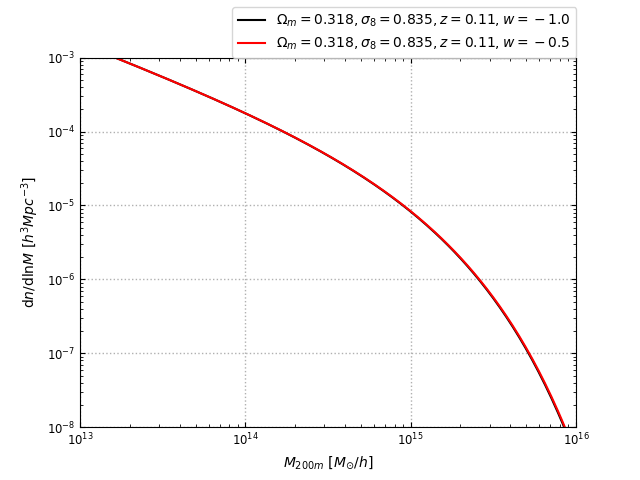 Ωₘ = 0.318, σ₈ = 0.835, z = 0.11, w = −1.0
Ωₘ = 0.318, σ₈ = 0.835, z = 0.11, w = −0.5
10⁻³
10⁻⁴
10⁻⁵
10⁻⁶
10⁻⁷
10⁻⁸
dn/dlnM [h³Mpc⁻³]
10¹³ 10¹⁴ 10¹⁵ 10¹⁶
M₂₀₀ₘ [M⊙/h]